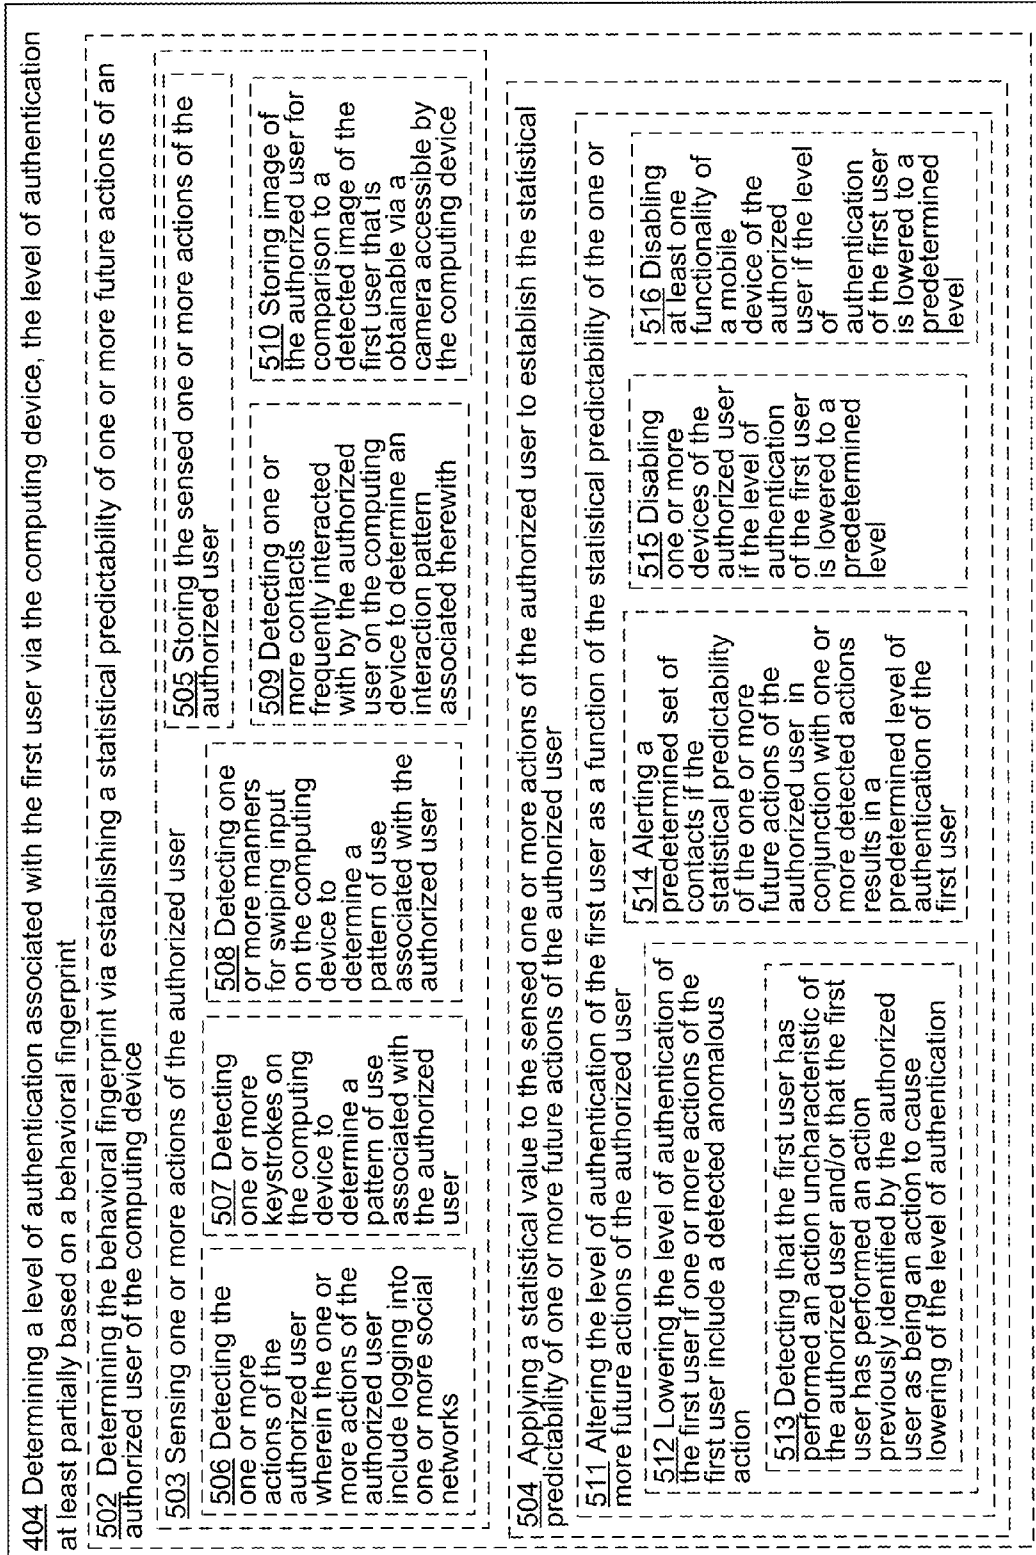 404 Determining a level of authentication associated with the first user via the computing device, the level of authentication
at least partially based on a behavioral fingerprint
502 Determining the behavioral fingerprint via establishing a statistical predictability of one or more future actions of an
authorized user of the computing device
503 Sensing one or more actions of the authorized user
505 Storing the sensed one or more actions of the
authorized user
506 Detecting the
one or more
actions of the
authorized user
wherein the one or
more actions of the
authorized user
include logging into
one or more social
networks
507 Detecting
one or more
keystrokes on
the computing
device to
determine a
pattern of use
associated with
the authorized
user
508 Detecting one
or more manners
for swiping input
on the computing
device to
determine a
pattern of use
associated with the
authorized user
509 Detecting one or
more contacts
frequently interacted
with by the authorized
user on the computing
device to determine an
interaction pattern
associated therewith
510 Storing image of
the authorized user for
comparison to a
detected image of the
first user that is
obtainable via a
camera accessible by
the computing device
504 Applying a statistical value to the sensed one or more actions of the authorized user to establish the statistical
predictability of one or more future actions of the authorized user
511 Altering the level of authentication of the first user as a function of the statistical predictability of the one or
more future actions of the authorized user
512 Lowering the level of authentication of
the first user if one or more actions of the
first user include a detected anomalous
action
513 Detecting that the first user has
performed an action uncharacteristic of
the authorized user and/or that the first
user has performed an action
previously identified by the authorized
user as being an action to cause
lowering of the level of authentication
514 Alerting a
predetermined set of
contacts if the
statistical predictability
of the one or more
future actions of the
authorized user in
conjunction with one or
more detected actions
results in a
predetermined level of
authentication of the
first user
515 Disabling
one or more
devices of the
authorized user
if the level of
authentication
of the first user
is lowered to a
predetermined
level
516 Disabling
at least one
functionality of
a mobile
device of the
authorized
user if the level
of
authentication
of the first user
is lowered to a
predetermined
level